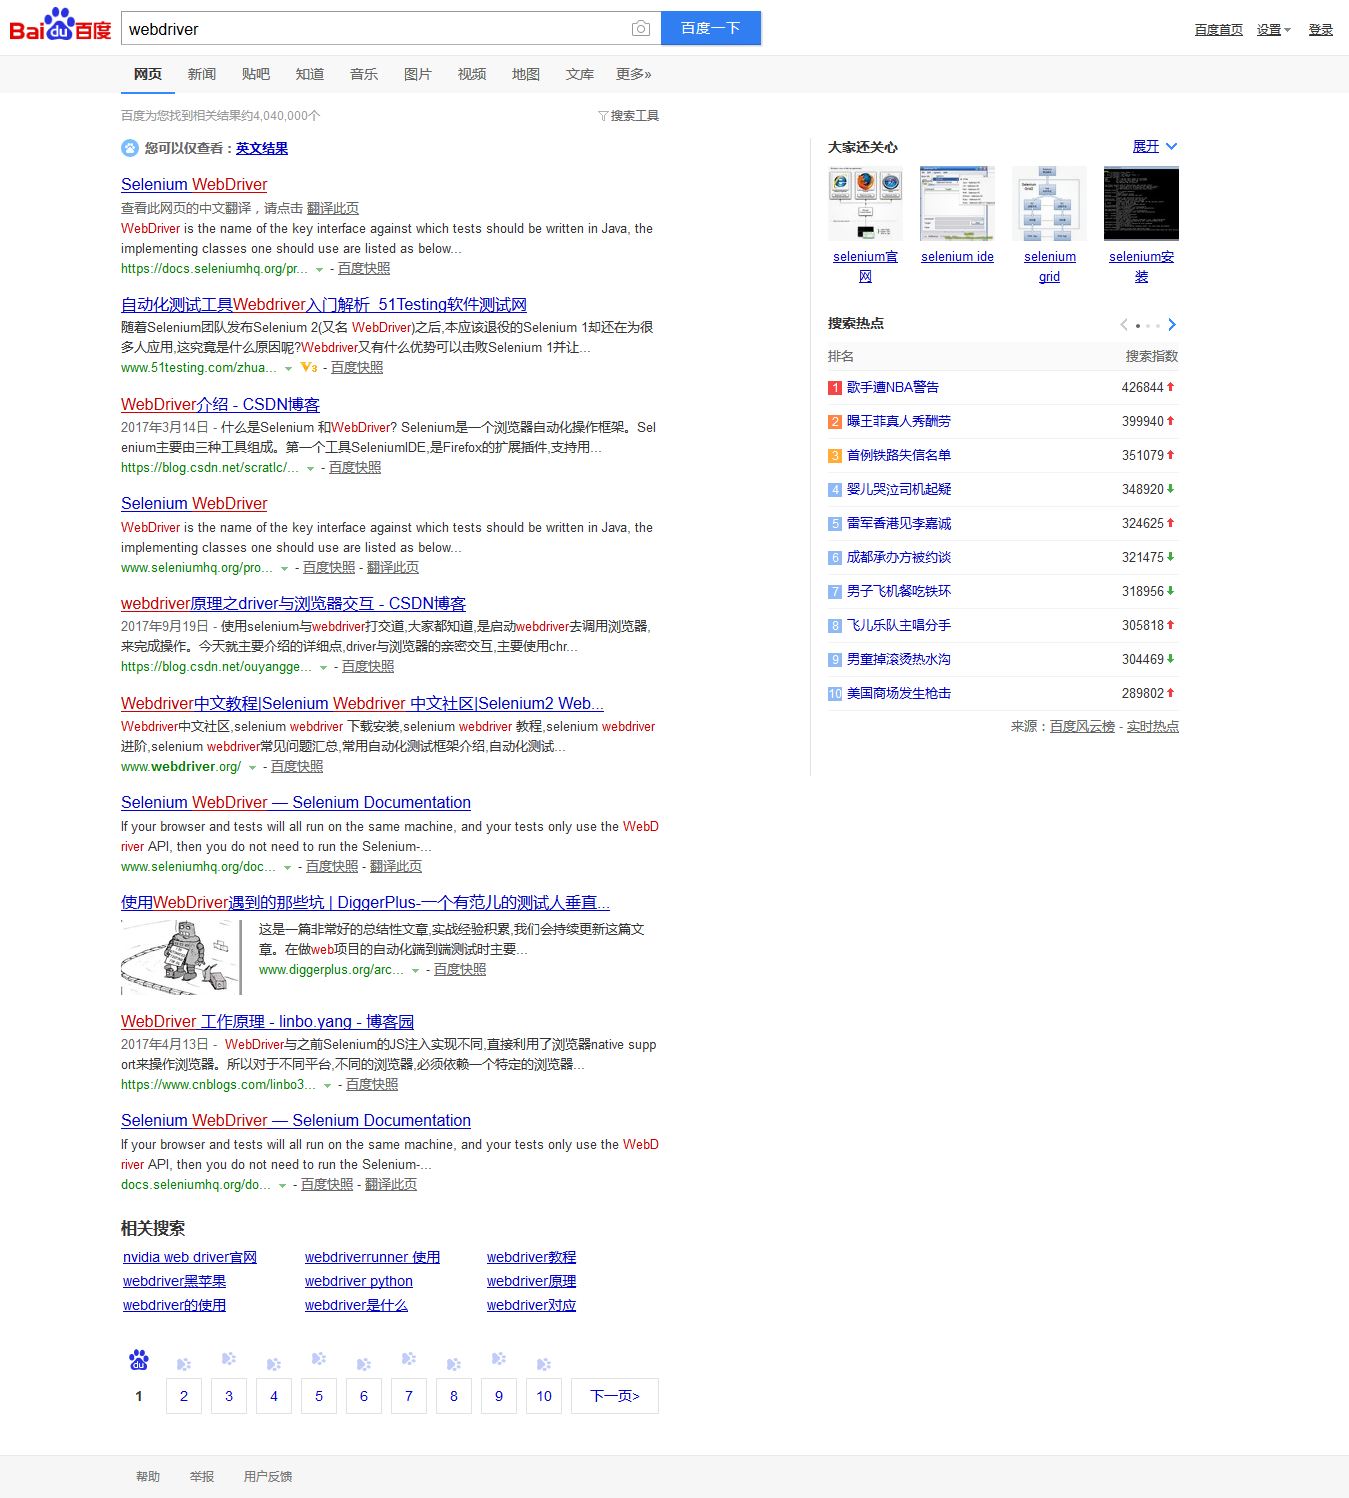 Bai du 百度
webdriver
百度一下
百度首页 设置 登录
网页 新闻 贴吧 知道 音乐 图片 视频 地图 文库 更多»
百度为您找到相关结果约4,040,000个
搜索工具
您可以仅查看：英文结果
Selenium WebDriver
查看此网页的中文翻译，请点击 翻译此页
WebDriver is the name of the key interface against which tests should be written in Java, the
implementing classes one should use are listed as below...
https://docs.seleniumhq.org/pr... - 百度快照
自动化测试工具Webdriver入门解析_51Testing软件测试网
随着Selenium团队发布Selenium 2(又名 WebDriver)之后,本应该退役的Selenium 1却还在为很
多人应用,这究竟是什么原因呢?Webdriver又有什么优势可以击败Selenium 1并让...
www.51testing.com/zhua... V3 - 百度快照
WebDriver介绍 - CSDN博客
2017年3月14日 - 什么是Selenium 和WebDriver? Selenium是一个浏览器自动化操作框架。Sel
enium主要由三种工具组成。第一个工具SeleniumIDE,是Firefox的扩展插件,支持用...
https://blog.csdn.net/scratlc/... - 百度快照
Selenium WebDriver
WebDriver is the name of the key interface against which tests should be written in Java, the
implementing classes one should use are listed as below...
www.seleniumhq.org/pro... - 百度快照 - 翻译此页
webdriver原理之driver与浏览器交互 - CSDN博客
2017年9月19日 - 使用selenium与webdriver打交道,大家都知道,是启动webdriver去调用浏览器,
来完成操作。今天就主要介绍的详细点,driver与浏览器的亲密交互,主要使用chr...
https://blog.csdn.net/ouyangge... - 百度快照
Webdriver中文教程|Selenium Webdriver 中文社区|Selenium2 Web...
Webdriver中文社区,selenium webdriver 下载安装,selenium webdriver 教程,selenium webdriver
进阶,selenium webdriver常见问题汇总,常用自动化测试框架介绍,自动化测试...
www.webdriver.org/ - 百度快照
Selenium WebDriver — Selenium Documentation
If your browser and tests will all run on the same machine, and your tests only use the WebD
river API, then you do not need to run the Selenium-...
www.seleniumhq.org/doc... - 百度快照 - 翻译此页
使用WebDriver遇到的那些坑 | DiggerPlus-一个有范儿的测试人垂直...
这是一篇非常好的总结性文章,实战经验积累,我们会持续更新这篇文
章。在做web项目的自动化端到端测试时主要...
www.diggerplus.org/arc... - 百度快照
WebDriver 工作原理 - linbo.yang - 博客园
2017年4月13日 - WebDriver与之前Selenium的JS注入实现不同,直接利用了浏览器native supp
ort来操作浏览器。所以对于不同平台,不同的浏览器,必须依赖一个特定的浏览器...
https://www.cnblogs.com/linbo3... - 百度快照
Selenium WebDriver — Selenium Documentation
If your browser and tests will all run on the same machine, and your tests only use the WebD
river API, then you do not need to run the Selenium-...
docs.seleniumhq.org/do... - 百度快照 - 翻译此页
相关搜索
nvidia web driver官网 webdriverrunner 使用 webdriver教程
webdriver黑苹果 webdriver python webdriver原理
webdriver的使用 webdriver是什么 webdriver对应
du
1 2 3 4 5 6 7 8 9 10 下一页>
大家还关心 展开
selenium官网
selenium ide
selenium grid
selenium安装
搜索热点
排名 搜索指数
1 歌手遭NBA警告 426844
2 曝王菲真人秀酬劳 399940
3 首例铁路失信名单 351079
4 婴儿哭泣司机起疑 348920
5 雷军香港见李嘉诚 324625
6 成都承办方被约谈 321475
7 男子飞机餐吃铁环 318956
8 飞儿乐队主唱分手 305818
9 男童掉滚烫热水沟 304469
10 美国商场发生枪击 289802
来源：百度风云榜 - 实时热点
帮助 举报 用户反馈